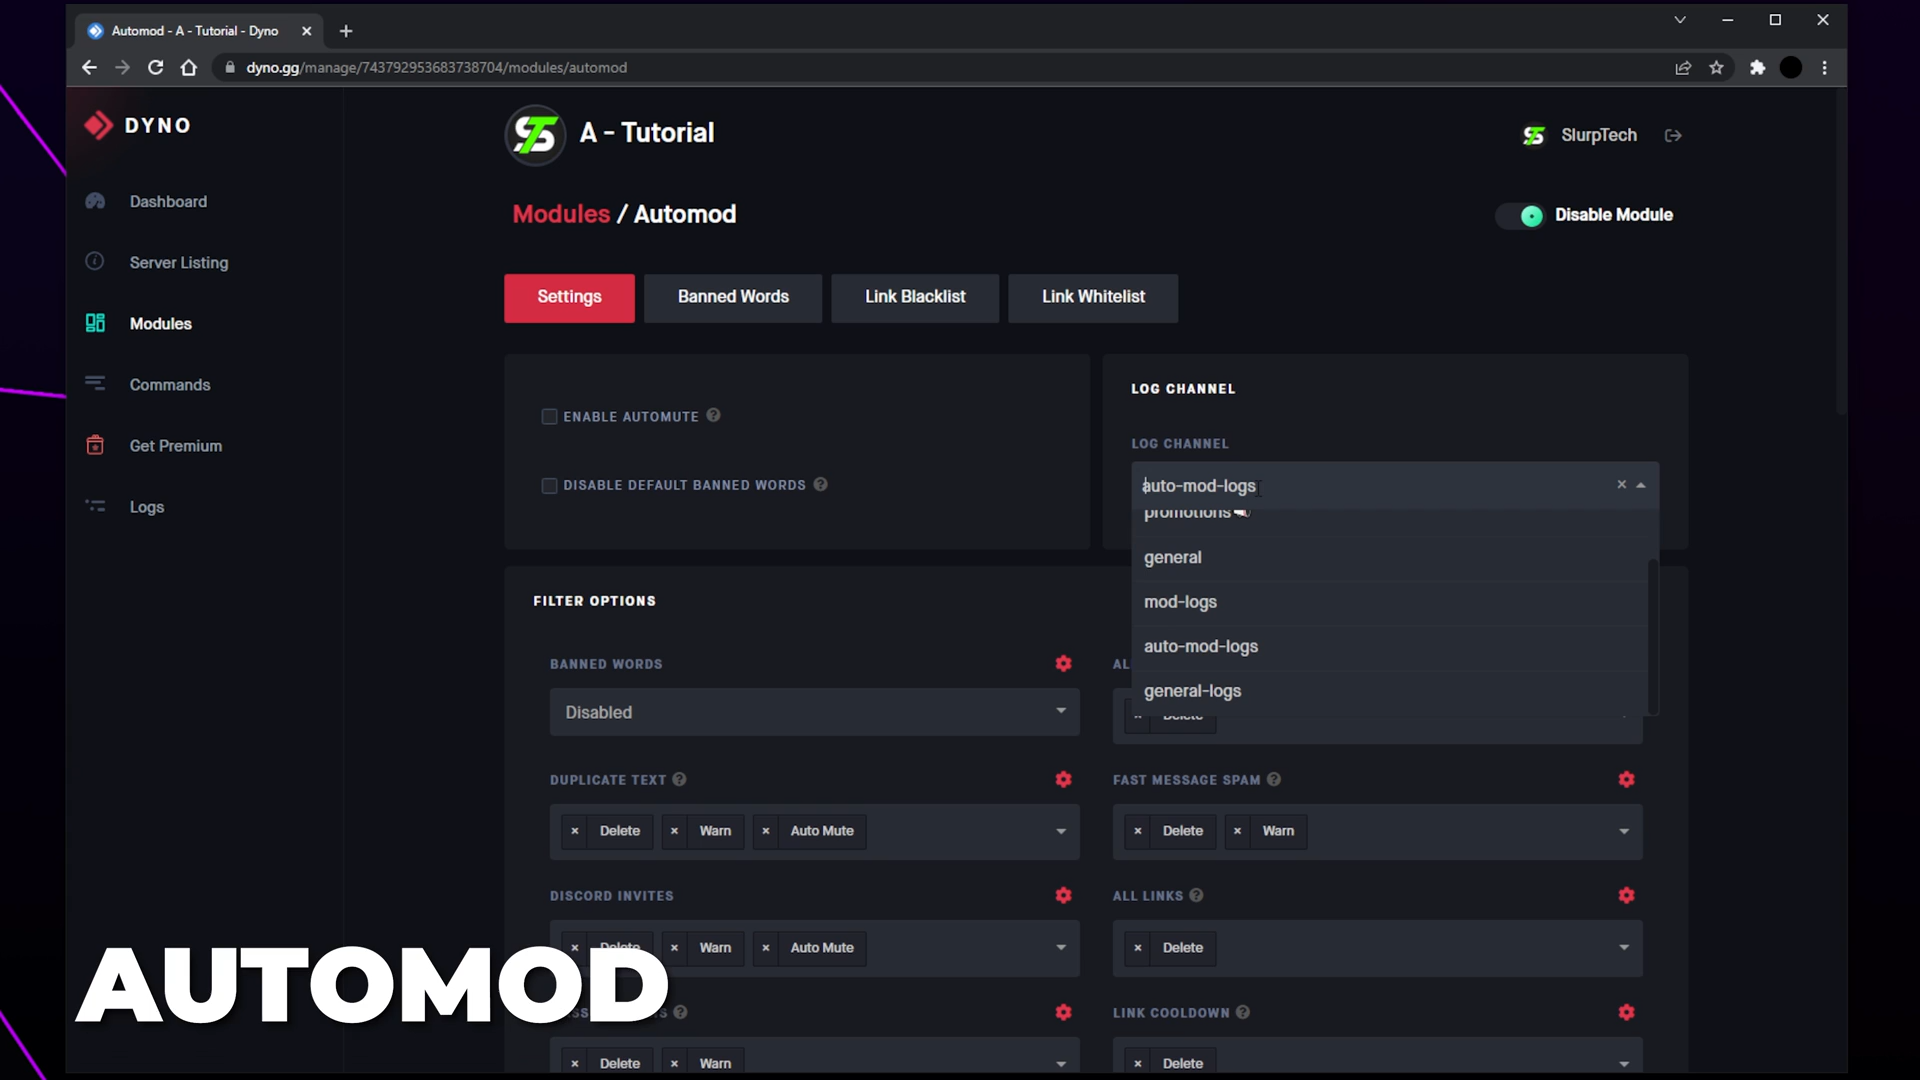 Automod - A - Tutorial - Dyno
dyno.gg/manage/743792953683738704/modules/automod
DYNO
A - Tutorial
SlurpTech
Dashboard
Server Listing
Modules
Commands
Get Premium
Logs
Modules / Automod
Disable Module
Settings
Banned Words
Link Blacklist
Link Whitelist
ENABLE AUTOMUTE
DISABLE DEFAULT BANNED WORDS
LOG CHANNEL
LOG CHANNEL
auto-mod-logs
promotions
general
mod-logs
auto-mod-logs
general-logs
FILTER OPTIONS
BANNED WORDS
Disabled
Delete
DUPLICATE TEXT
Delete Warn Auto Mute
FAST MESSAGE SPAM
Delete Warn
DISCORD INVITES
Delete Warn Auto Mute
ALL LINKS
Delete
LINK COOLDOWN
Delete Warn
Delete
AUTOMOD